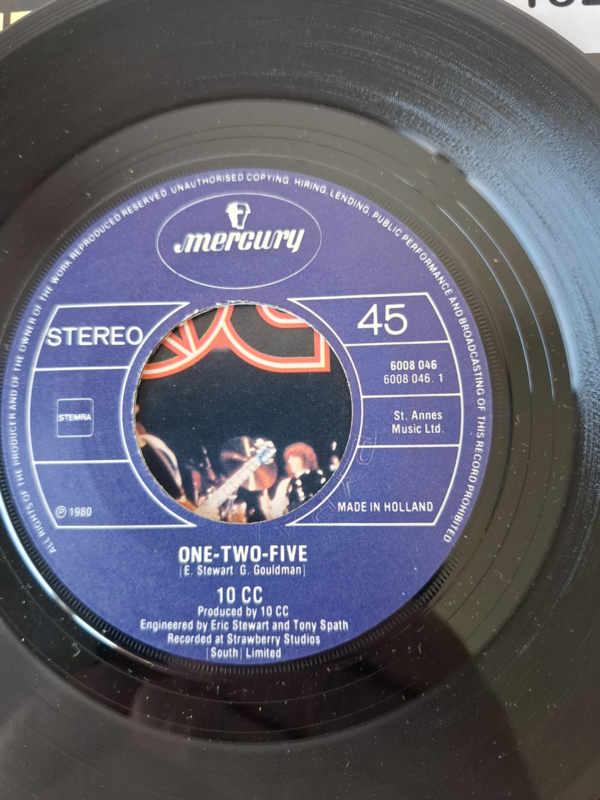 ALL RIGHTS OF THE PRODUCER AND OF THE OWNER OF THE WORK REPRODUCED RESERVED. UNAUTHORISED COPYING, HIRING, LENDING, PUBLIC PERFORMANCE AND BROADCASTING OF THIS RECORD PROHIBITED
mercury
STEREO
45
6008 046
6008 046. 1
STEMRA
St. Annes
Music Ltd.
℗ 1980
MADE IN HOLLAND
ONE-TWO-FIVE
[E. Stewart G. Gouldman]
10 CC
Produced by 10 CC
Engineered by Eric Stewart and Tony Spath
Recorded at Strawberry Studios
[South] Limited